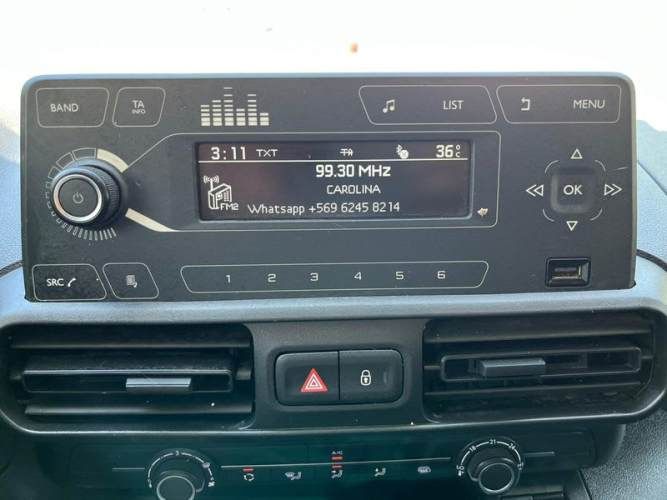 BAND
TA
INFO
LIST
MENU
3:11 TXT TA 36°C
99.30 MHz
CAROLINA
FM2
Whatsapp +569 6245 8214
OK
SRC
1 2 3 4 5 6
A/C